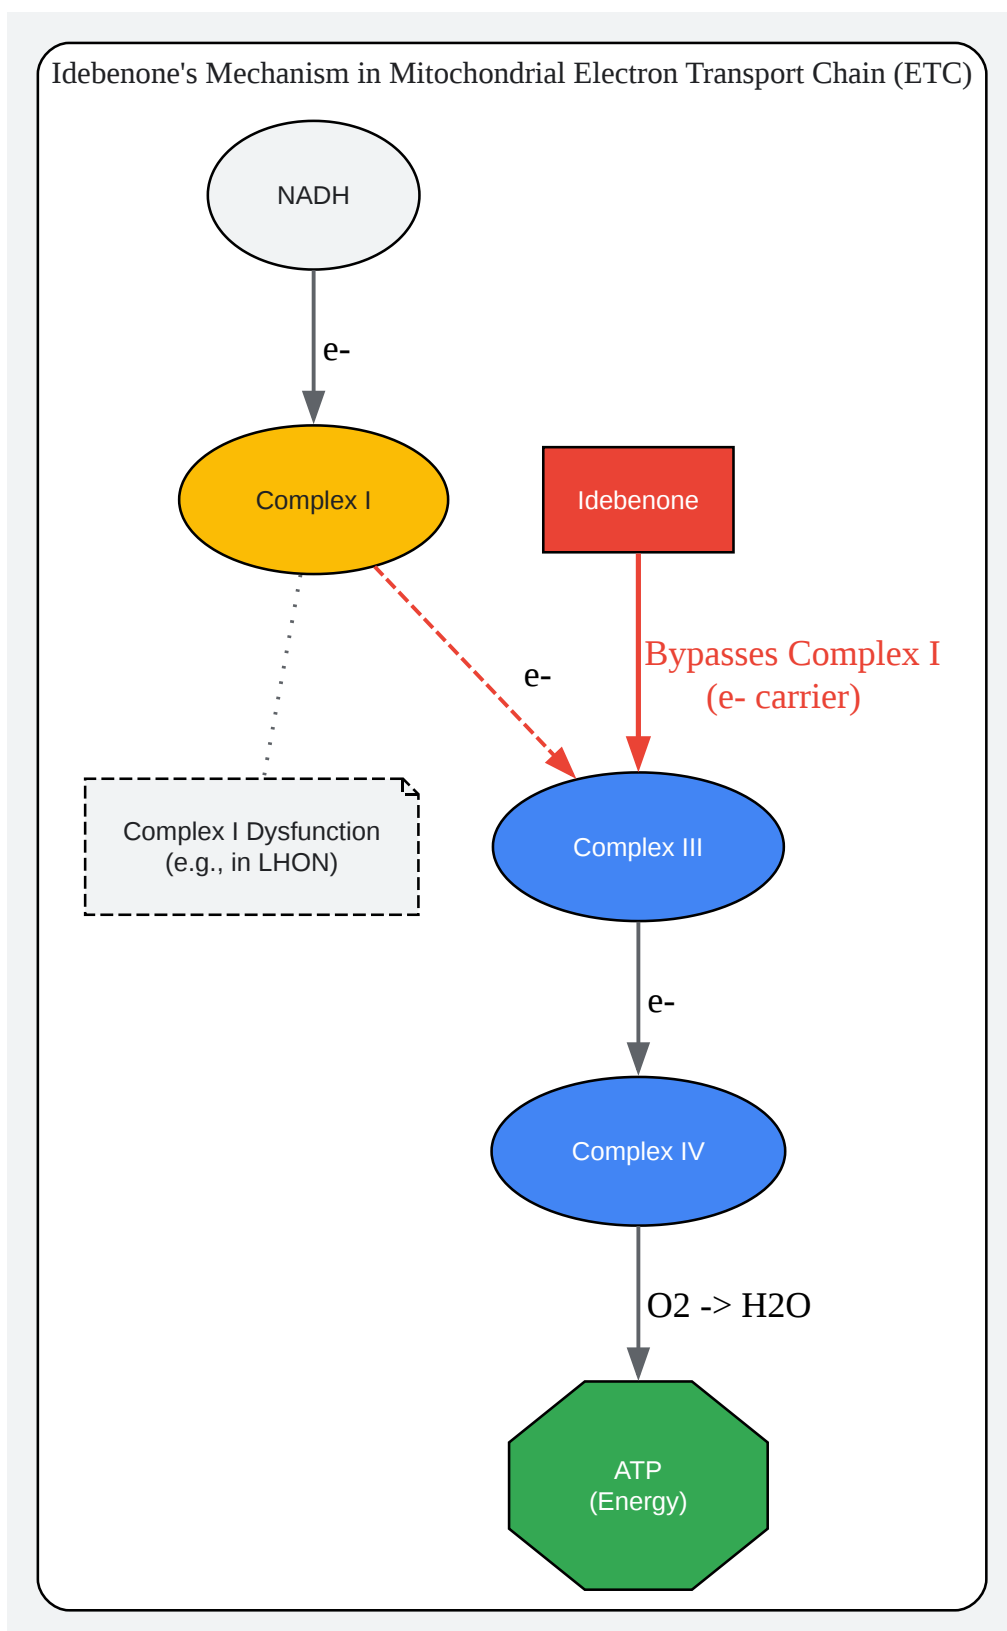 Idebenone's Mechanism in Mitochondrial Electron Transport Chain (ETC)
NADH
e-
Complex I
Idebenone
e-
Bypasses Complex I
(e- carrier)
Complex I Dysfunction
(e.g., in LHON)
Complex III
e-
Complex IV
O2 -> H2O
ATP
(Energy)